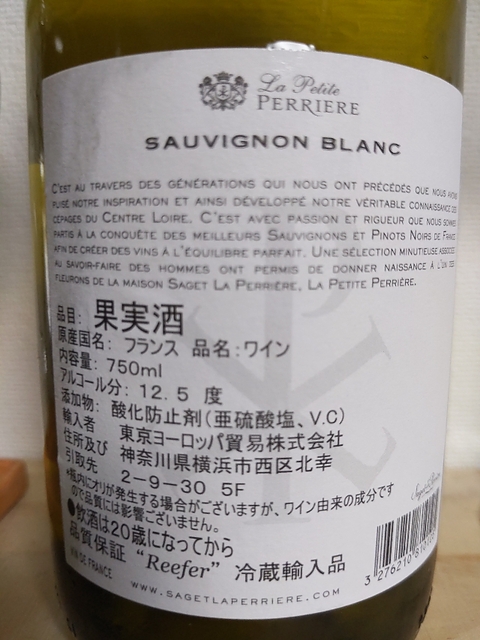 La Petite
PERRIERE
SAUVIGNON BLANC
C'EST AU TRAVERS DES GÉNÉRATIONS QUI NOUS ONT PRÉCÉDÉS QUE NOUS AVONS
PUISÉ NOTRE INSPIRATION ET AINSI DÉVELOPPÉ NOTRE VÉRITABLE CONNAISSANCE DES
CÉPAGES DU CENTRE LOIRE. C'EST AVEC PASSION ET RIGUEUR QUE NOUS SOMMES
PARTIS À LA CONQUÊTE DES MEILLEURS SAUVIGNONS ET PINOTS NOIRS DE FRANCE
AFIN DE CRÉER DES VINS À L'ÉQUILIBRE PARFAIT. UNE SÉLECTION MINUTIEUSE ASSOCIÉE
AU SAVOIR-FAIRE DES HOMMES ONT PERMIS DE DONNER NAISSANCE À L'UN DES
FLEURONS DE LA MAISON SAGET LA PERRIÈRE, LA PETITE PERRIÈRE.
品目: 果実酒
原産国名: フランス 品名:ワイン
内容量: 750ml
アルコール分: 12.5 度
添加物: 酸化防止剤(亜硫酸塩、V.C)
輸入者 東京ヨーロッパ貿易株式会社
住所及び 神奈川県横浜市西区北幸
引取先 2-9-30 5F
*瓶内にオリが発生する場合がございますが、ワイン由来の成分です
ので品質には影響ございません。
●飲酒は20歳になってから
品質保証 "Reefer" 冷蔵輸入品
VIN DE FRANCE
WWW.SAGETLAPERRIERE.COM